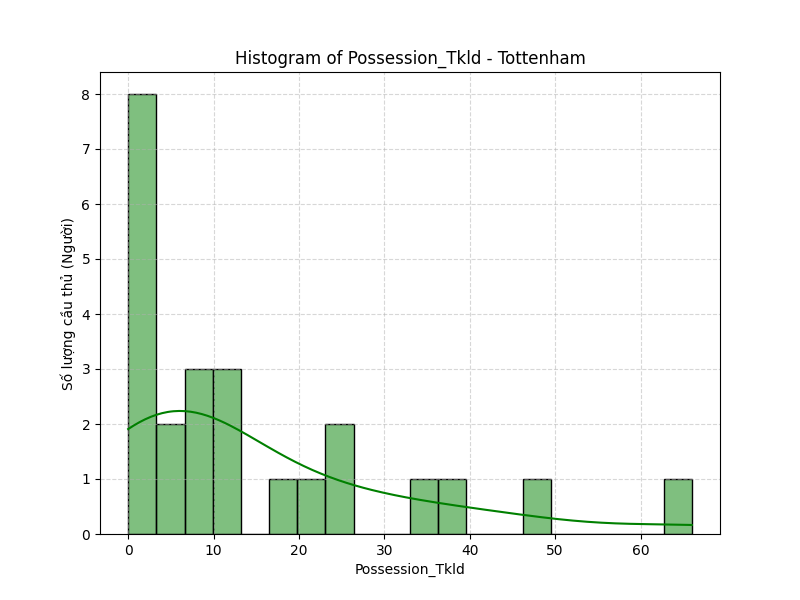 Histogram of Possession_Tkld - Tottenham
Số lượng cầu thủ (Người)
8
7
6
5
4
3
2
1
0
0 10 20 30 40 50 60
Possession_Tkld